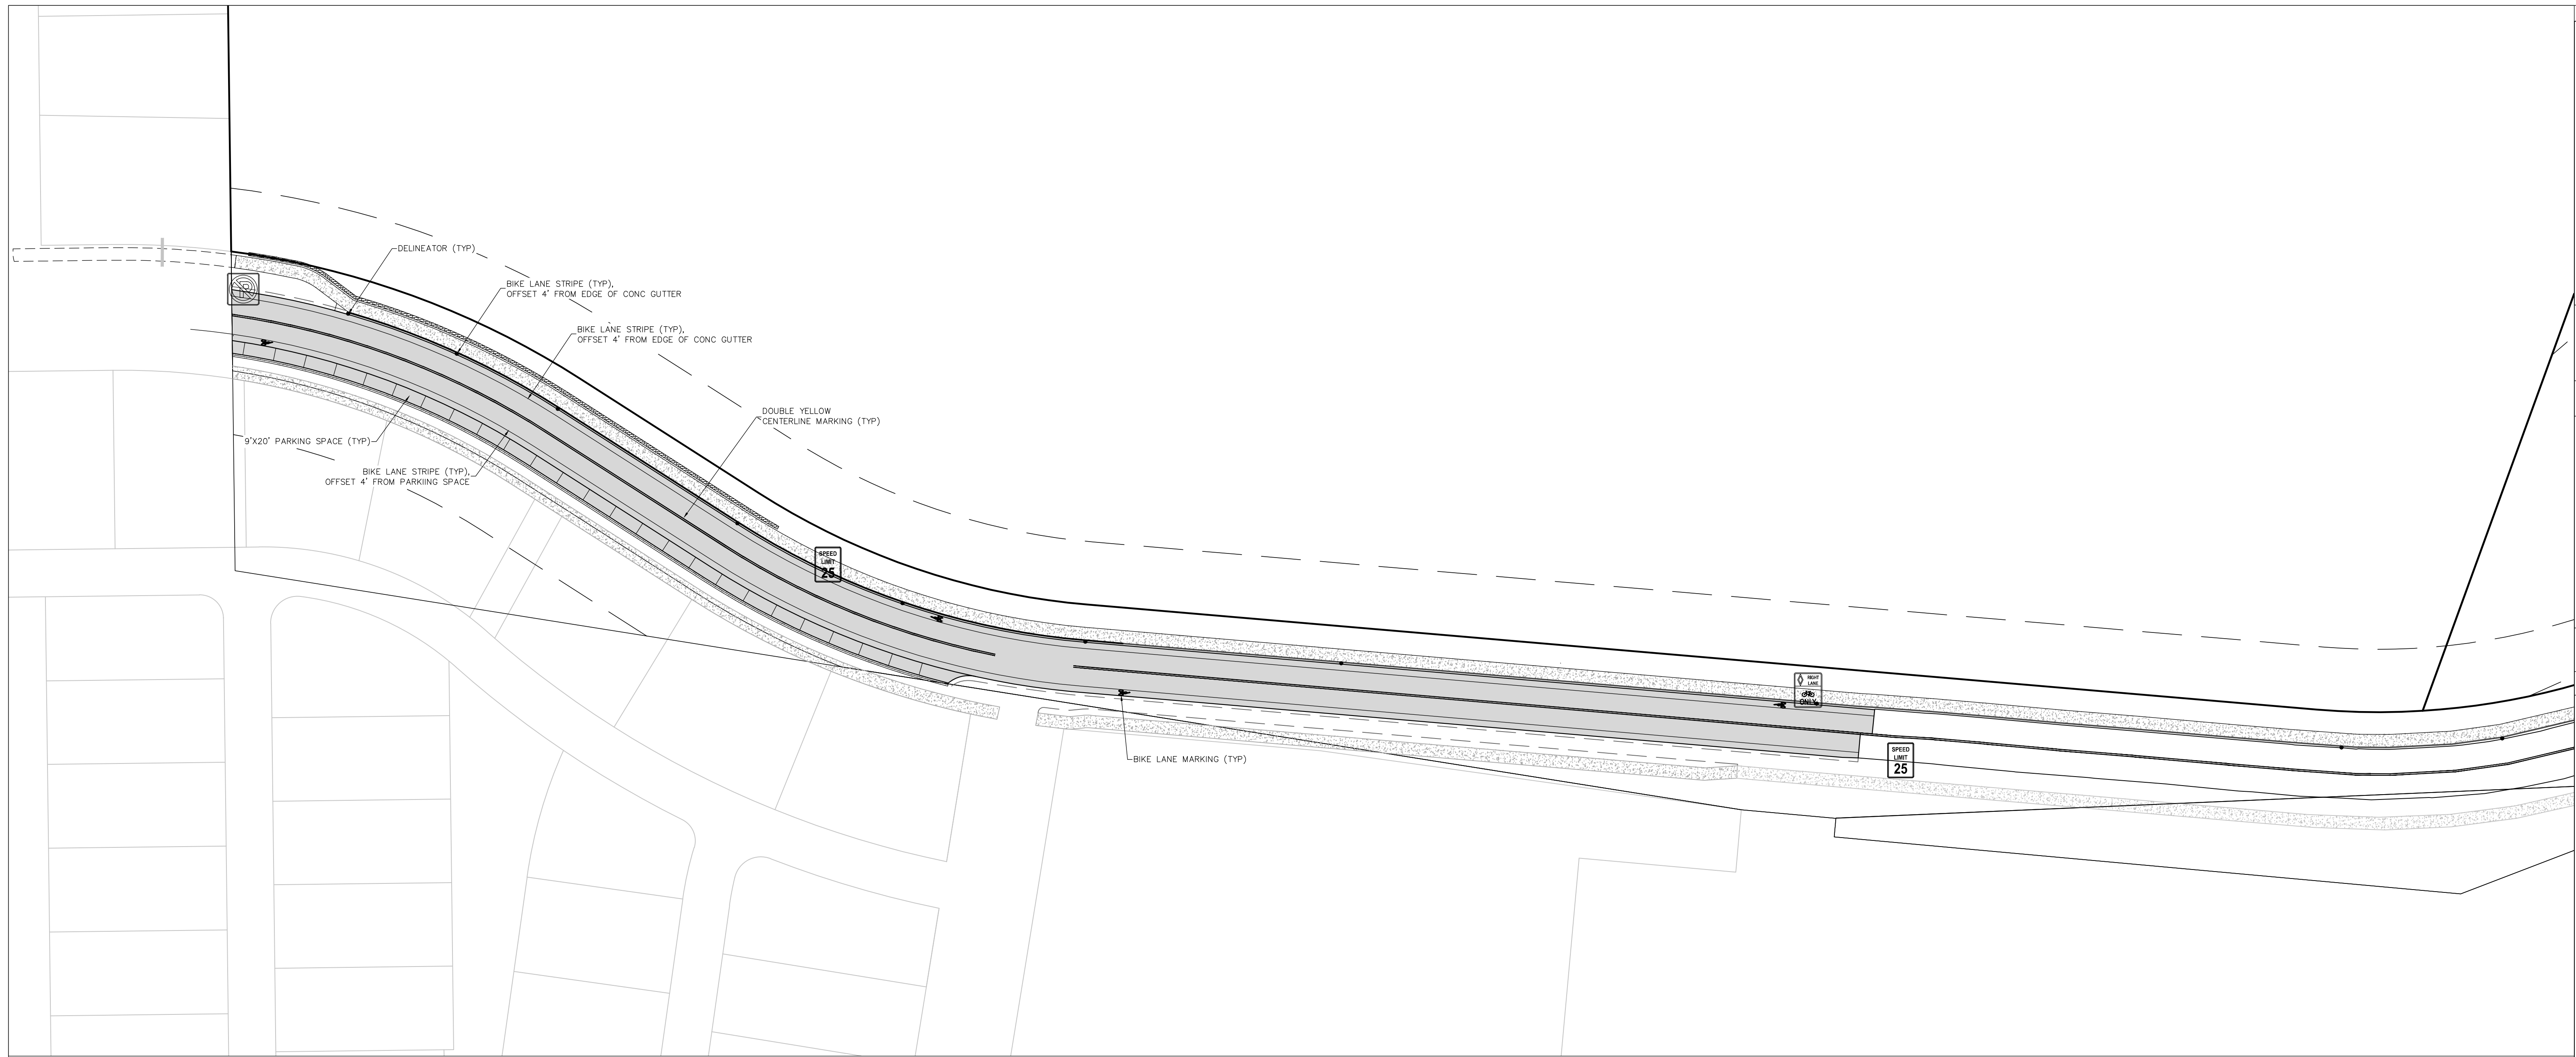 DELINEATOR (TYP)
BIKE LANE STRIPE (TYP),
OFFSET 4' FROM EDGE OF CONC GUTTER
BIKE LANE STRIPE (TYP),
OFFSET 4' FROM EDGE OF CONC GUTTER
DOUBLE YELLOW
CENTERLINE MARKING (TYP)
9'X20' PARKING SPACE (TYP)
BIKE LANE STRIPE (TYP),
OFFSET 4' FROM PARKIING SPACE
SPEED
LIMIT
25
RIGHT
LANE
ONLY
SPEED
LIMIT
25
BIKE LANE MARKING (TYP)
P